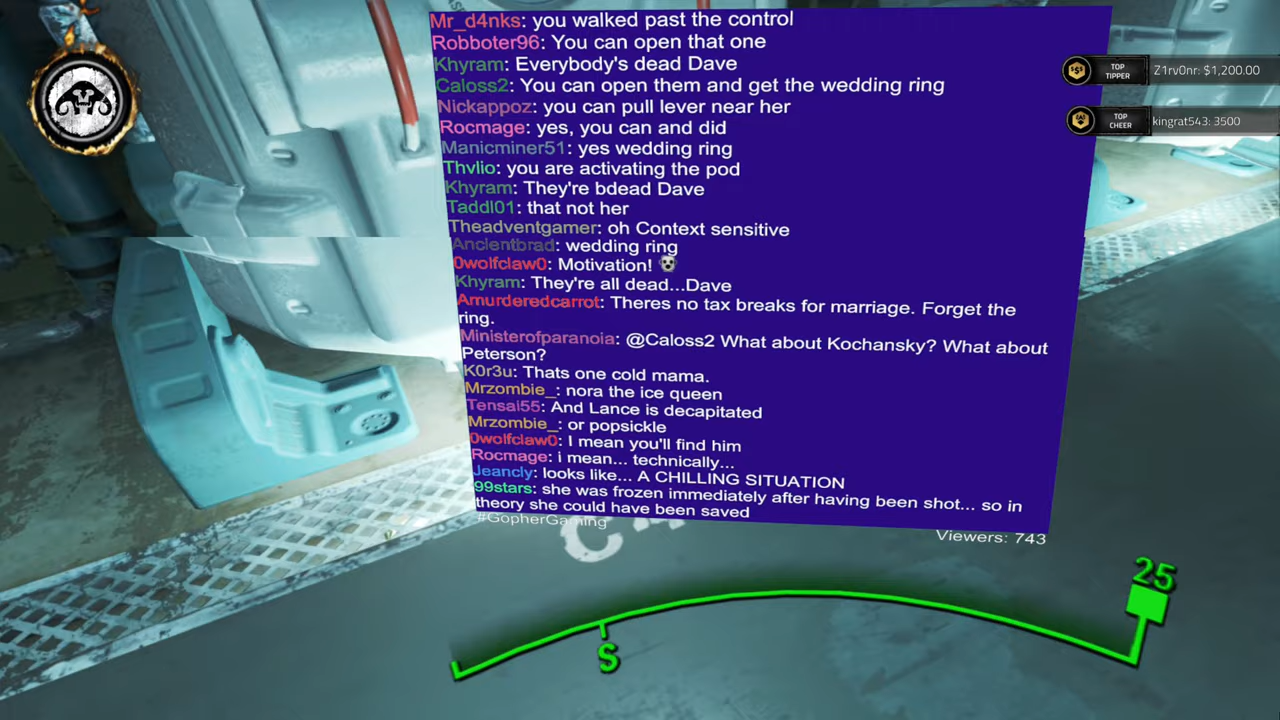 Mr_d4nks: you walked past the control
Robboter96: You can open that one
Khyram: Everybody's dead Dave
Caloss2: You can open them and get the wedding ring
Nickappoz: you can pull lever near her
Rocmage: yes, you can and did
Manicminer51: yes wedding ring
Thvlio: you are activating the pod
Khyram: They're bdead Dave
Taddl01: that not her
Theadventgamer: oh Context sensitive
Ancientbrad: wedding ring
0wolfclaw0: Motivation!
Khyram: They're all dead...Dave
Amurderedcarrot: Theres no tax breaks for marriage. Forget the
ring.
Ministerofparanoia: @Caloss2 What about Kochansky? What about
Peterson?
K0r3u: Thats one cold mama.
Mrzombie_: nora the ice queen
Tensai55: And Lance is decapitated
Mrzombie_: or popsickle
0wolfclaw0: I mean you'll find him
Rocmage: i mean... technically...
Jeancly: looks like... A CHILLING SITUATION
99stars: she was frozen immediately after having been shot... so in
theory she could have been saved
#GopherGaming
Viewers: 743
TOP
TIPPER
Z1rv0nr: $1,200.00
TOP
CHEER
kingrat543: 3500
25
S